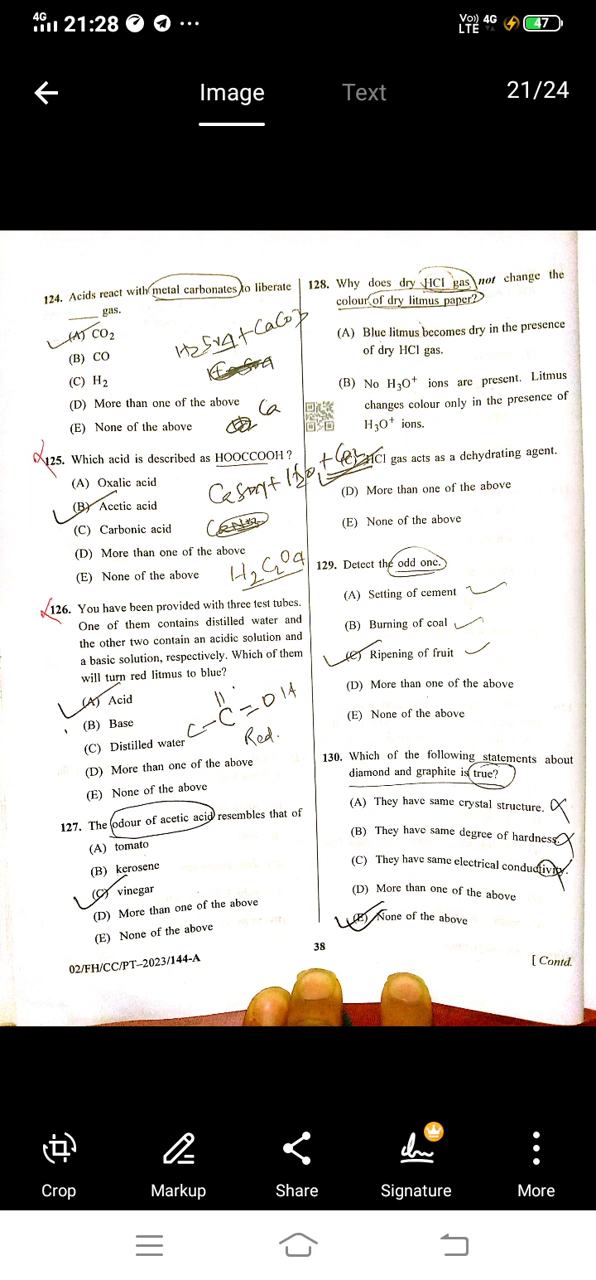 4G 21:28 ...
Vo)) 4G LTE 47
Image Text 21/24
124. Acids react with metal carbonates to liberate
____ gas.
(A) CO₂
(B) CO
(C) H₂
(D) More than one of the above
(E) None of the above
H₂SO₄ + CaCO₃
Ca
125. Which acid is described as HOOCCOOH ?
(A) Oxalic acid
(B) Acetic acid
(C) Carbonic acid
(D) More than one of the above
(E) None of the above
H₂C₂O₄
126. You have been provided with three test tubes.
One of them contains distilled water and
the other two contain an acidic solution and
a basic solution, respectively. Which of them
will turn red litmus to blue?
(A) Acid
(B) Base
(C) Distilled water
(D) More than one of the above
(E) None of the above
C-C=OH
Red.
127. The odour of acetic acid resembles that of
(A) tomato
(B) kerosene
(C) vinegar
(D) More than one of the above
(E) None of the above
02/FH/CC/PT–2023/144-A
128. Why does dry HCl gas not change the
colour of dry litmus paper?
(A) Blue litmus becomes dry in the presence
of dry HCl gas.
(B) No H₃O⁺ ions are present. Litmus
changes colour only in the presence of
H₃O⁺ ions.
HCl gas acts as a dehydrating agent.
(D) More than one of the above
(E) None of the above
129. Detect the odd one.
(A) Setting of cement
(B) Burning of coal
(C) Ripening of fruit
(D) More than one of the above
(E) None of the above
130. Which of the following statements about
diamond and graphite is true?
(A) They have same crystal structure.
(B) They have same degree of hardness.
(C) They have same electrical conductivity.
(D) More than one of the above
(E) None of the above
38
[ Contd.
Crop Markup Share Signature More